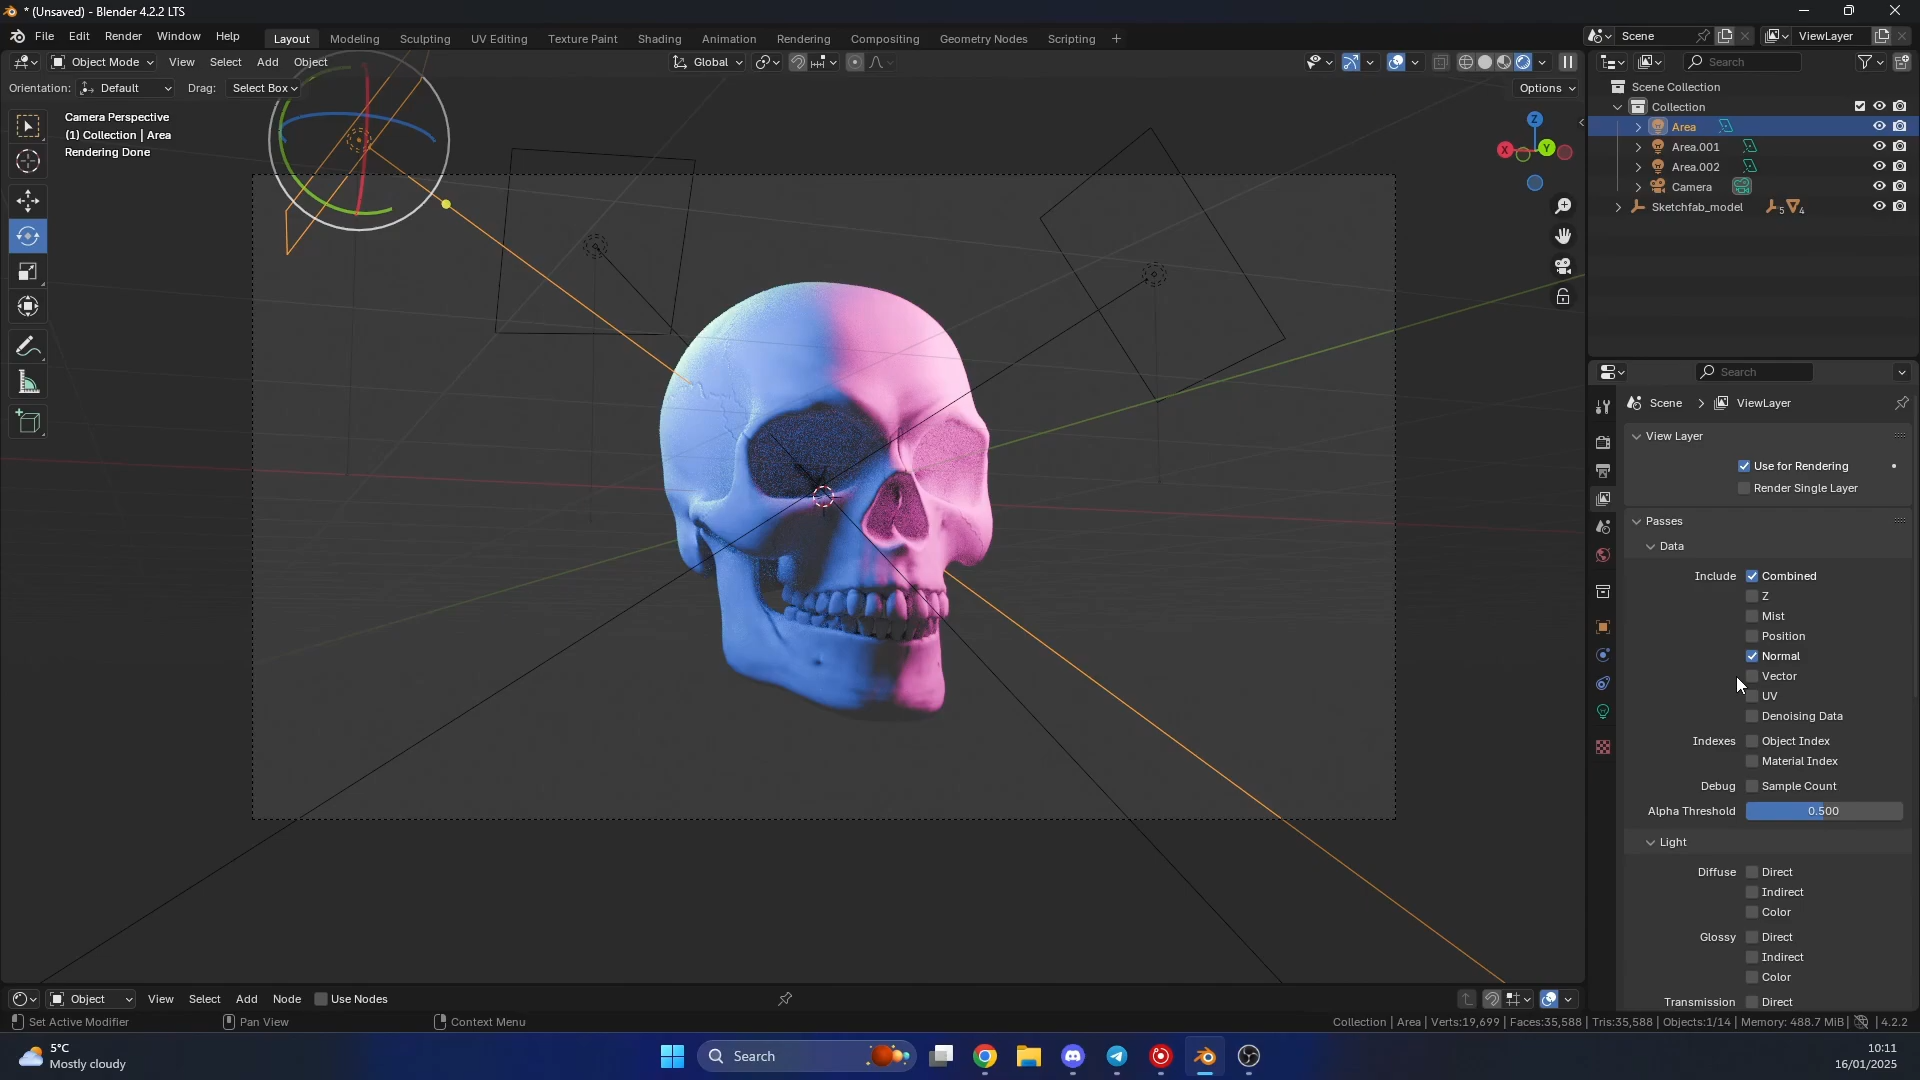 * (Unsaved) - Blender 4.2.2 LTS
File Edit Render Window Help Layout Modeling Sculpting UV Editing Texture Paint Shading Animation Rendering Compositing Geometry Nodes Scripting + Scene ViewLayer
Object Mode View Select Add Object Global Search
Orientation: Default Drag: Select Box Options
Camera Perspective
(1) Collection | Area
Rendering Done
Z
X
Y
Scene Collection
Collection
Area
Area.001
Area.002
Camera
Sketchfab_model 5 4
Search
Scene > ViewLayer
View Layer
Use for Rendering
Render Single Layer
Passes
Data
Include Combined
Z
Mist
Position
Normal
Vector
UV
Denoising Data
Indexes Object Index
Material Index
Debug Sample Count
Alpha Threshold 0.500
Light
Diffuse Direct
Indirect
Color
Glossy Direct
Indirect
Color
Transmission Direct
Object View Select Add Node Use Nodes
Set Active Modifier Pan View Context Menu Collection | Area | Verts:19,699 | Faces:35,588 | Tris:35,588 | Objects:1/14 | Memory: 488.7 MiB | 4.2.2
5°C
Mostly cloudy
Search
10:11
16/01/2025